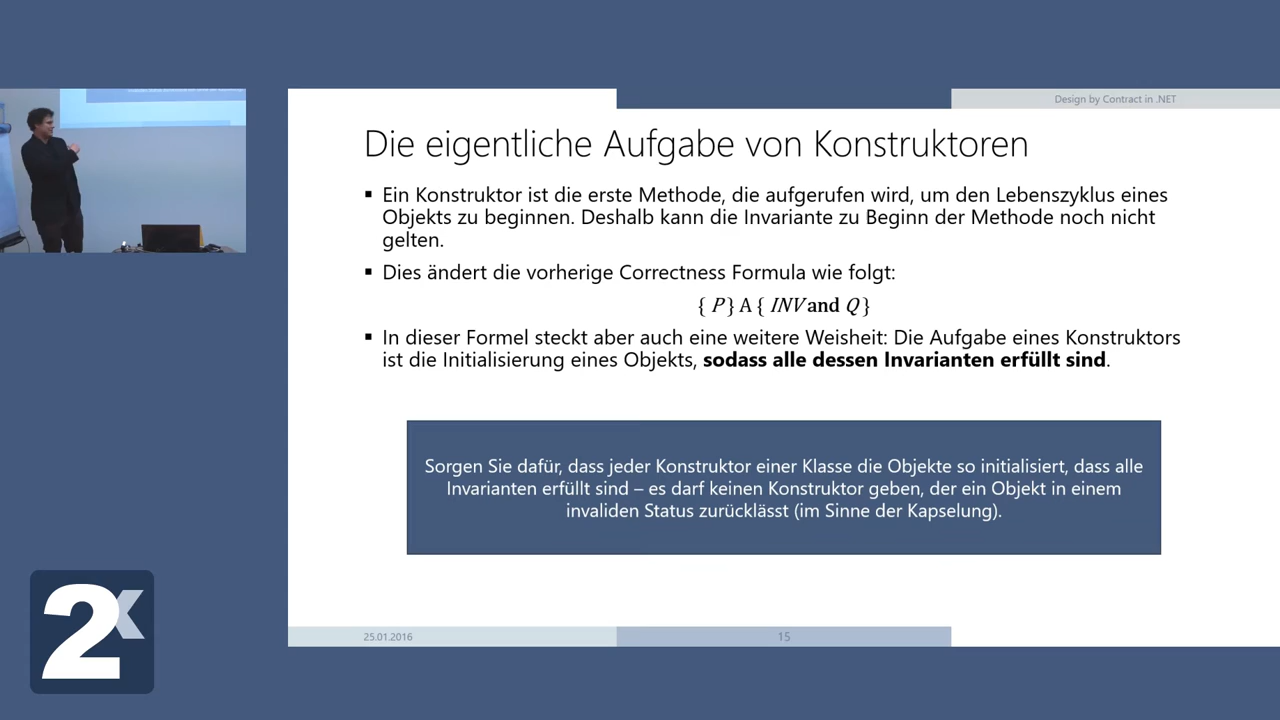 Design by Contract in .NET
Die eigentliche Aufgabe von Konstruktoren
▪ Ein Konstruktor ist die erste Methode, die aufgerufen wird, um den Lebenszyklus eines
Objekts zu beginnen. Deshalb kann die Invariante zu Beginn der Methode noch nicht
gelten.
▪ Dies ändert die vorherige Correctness Formula wie folgt:
{ P } A { INV and Q }
▪ In dieser Formel steckt aber auch eine weitere Weisheit: Die Aufgabe eines Konstruktors
ist die Initialisierung eines Objekts, sodass alle dessen Invarianten erfüllt sind.
Sorgen Sie dafür, dass jeder Konstruktor einer Klasse die Objekte so initialisiert, dass alle
Invarianten erfüllt sind – es darf keinen Konstruktor geben, der ein Objekt in einem
invaliden Status zurücklässt (im Sinne der Kapselung).
25.01.2016
15
2x